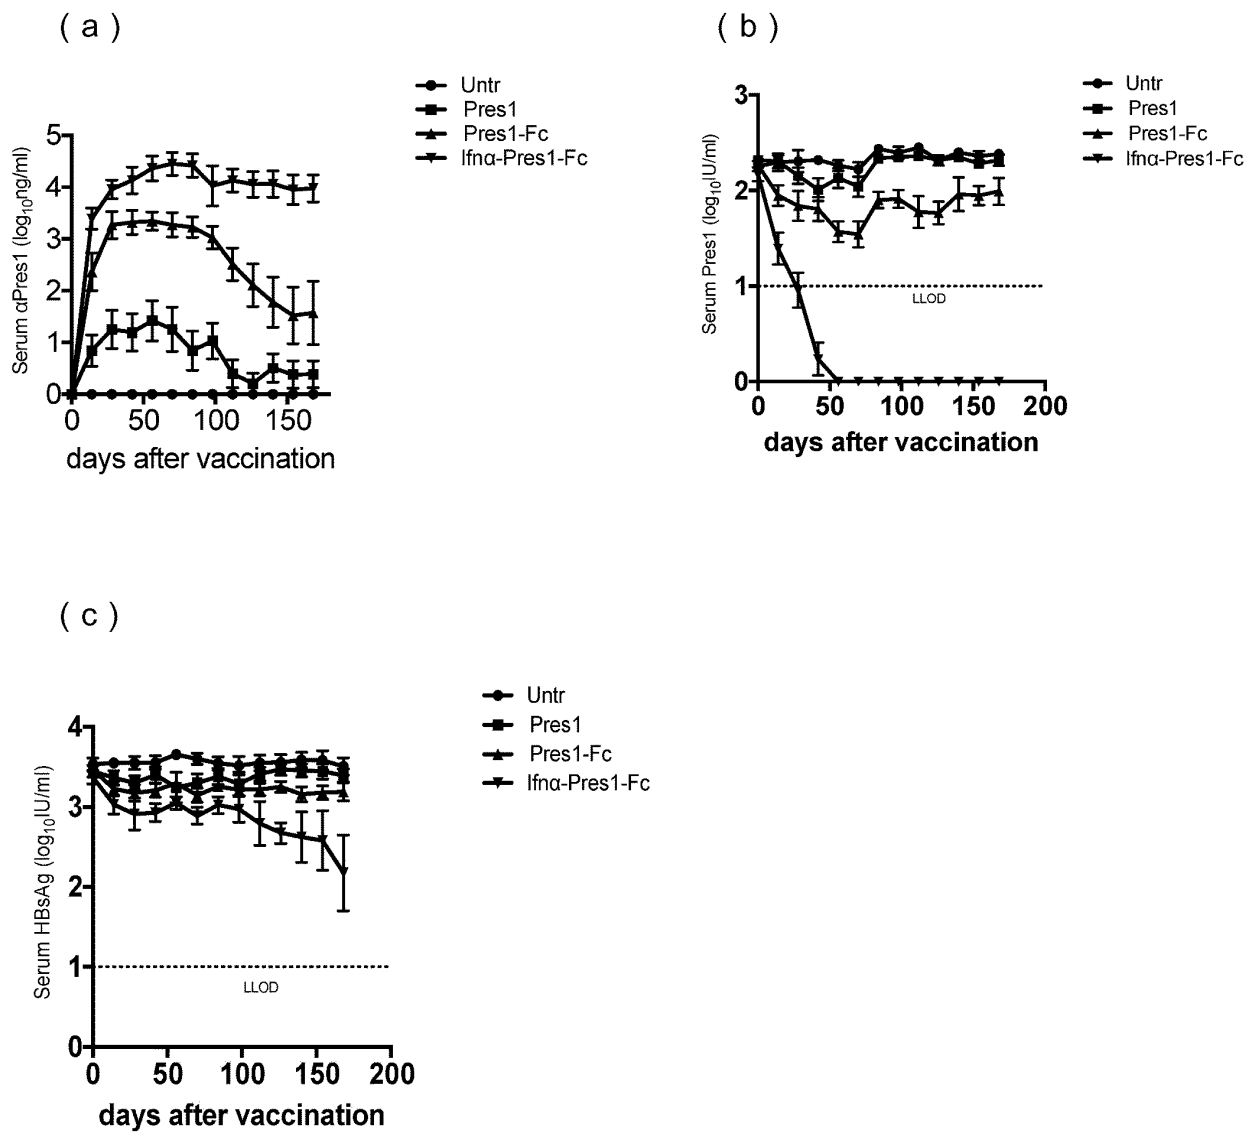 ( a )
Untr
Pres1
Pres1-Fc
Ifnα-Pres1-Fc
Serum αPres1 (log10ng/ml)
5
4
3
2
1
0
0 50 100 150
days after vaccination
( b )
Untr
Pres1
Pres1-Fc
Ifnα-Pres1-Fc
Serum Pres1 (log10IU/ml)
3
2
1
0
LLOD
0 50 100 150 200
days after vaccination
( c )
Untr
Pres1
Pres1-Fc
Ifnα-Pres1-Fc
Serum HBsAg (log10IU/ml)
4
3
2
1
0
LLOD
0 50 100 150 200
days after vaccination